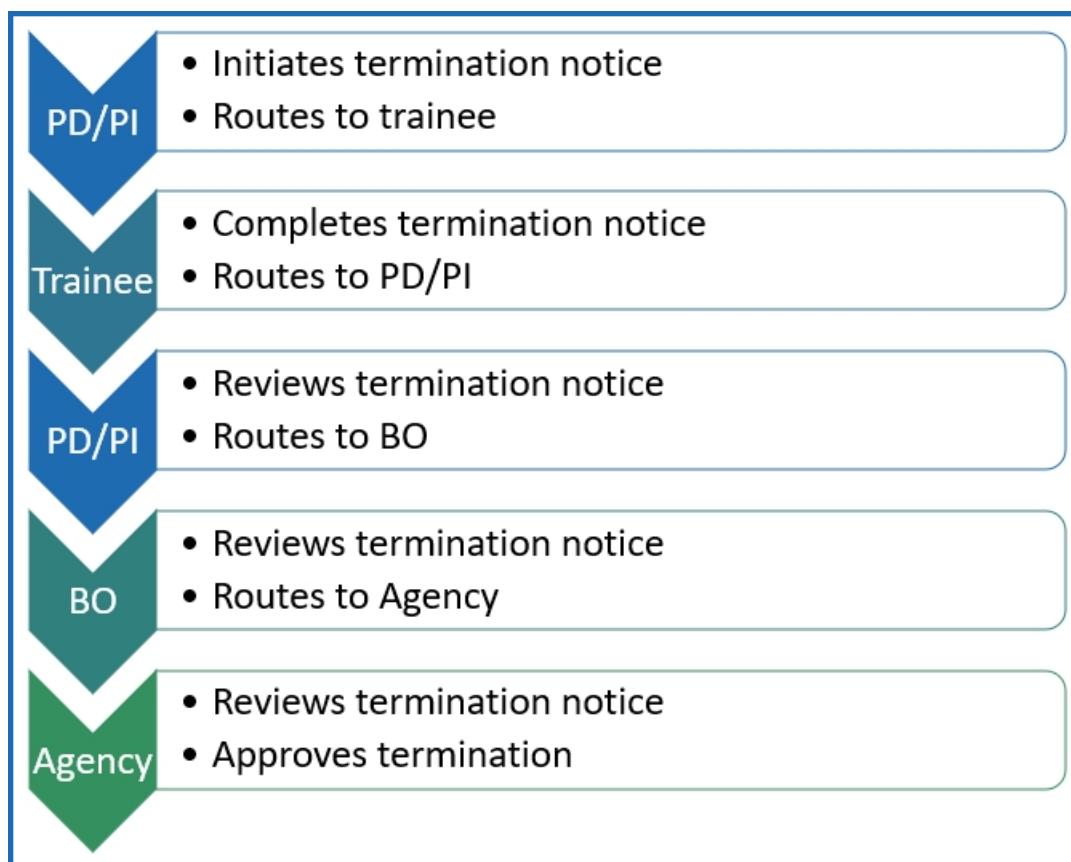 PD/PI
• Initiates termination notice
• Routes to trainee
Trainee
• Completes termination notice
• Routes to PD/PI
PD/PI
• Reviews termination notice
• Routes to BO
BO
• Reviews termination notice
• Routes to Agency
Agency
• Reviews termination notice
• Approves termination